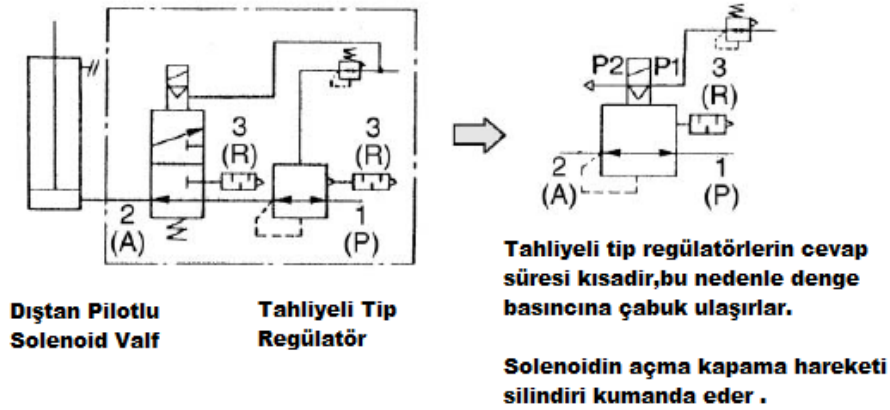 P2 P1
3
(R)
3
(R)
3
(R)
2
(A)
1
(P)
2
(A)
1
(P)
Dıştan Pilotlu
Solenoid Valf
Tahliyeli Tip
Regülatör
Tahliyeli tip regülatörlerin cevap
süresi kısadir,bu nedenle denge
basıncına çabuk ulaşırlar.
Solenoidin açma kapama hareketi
silindiri kumanda eder .